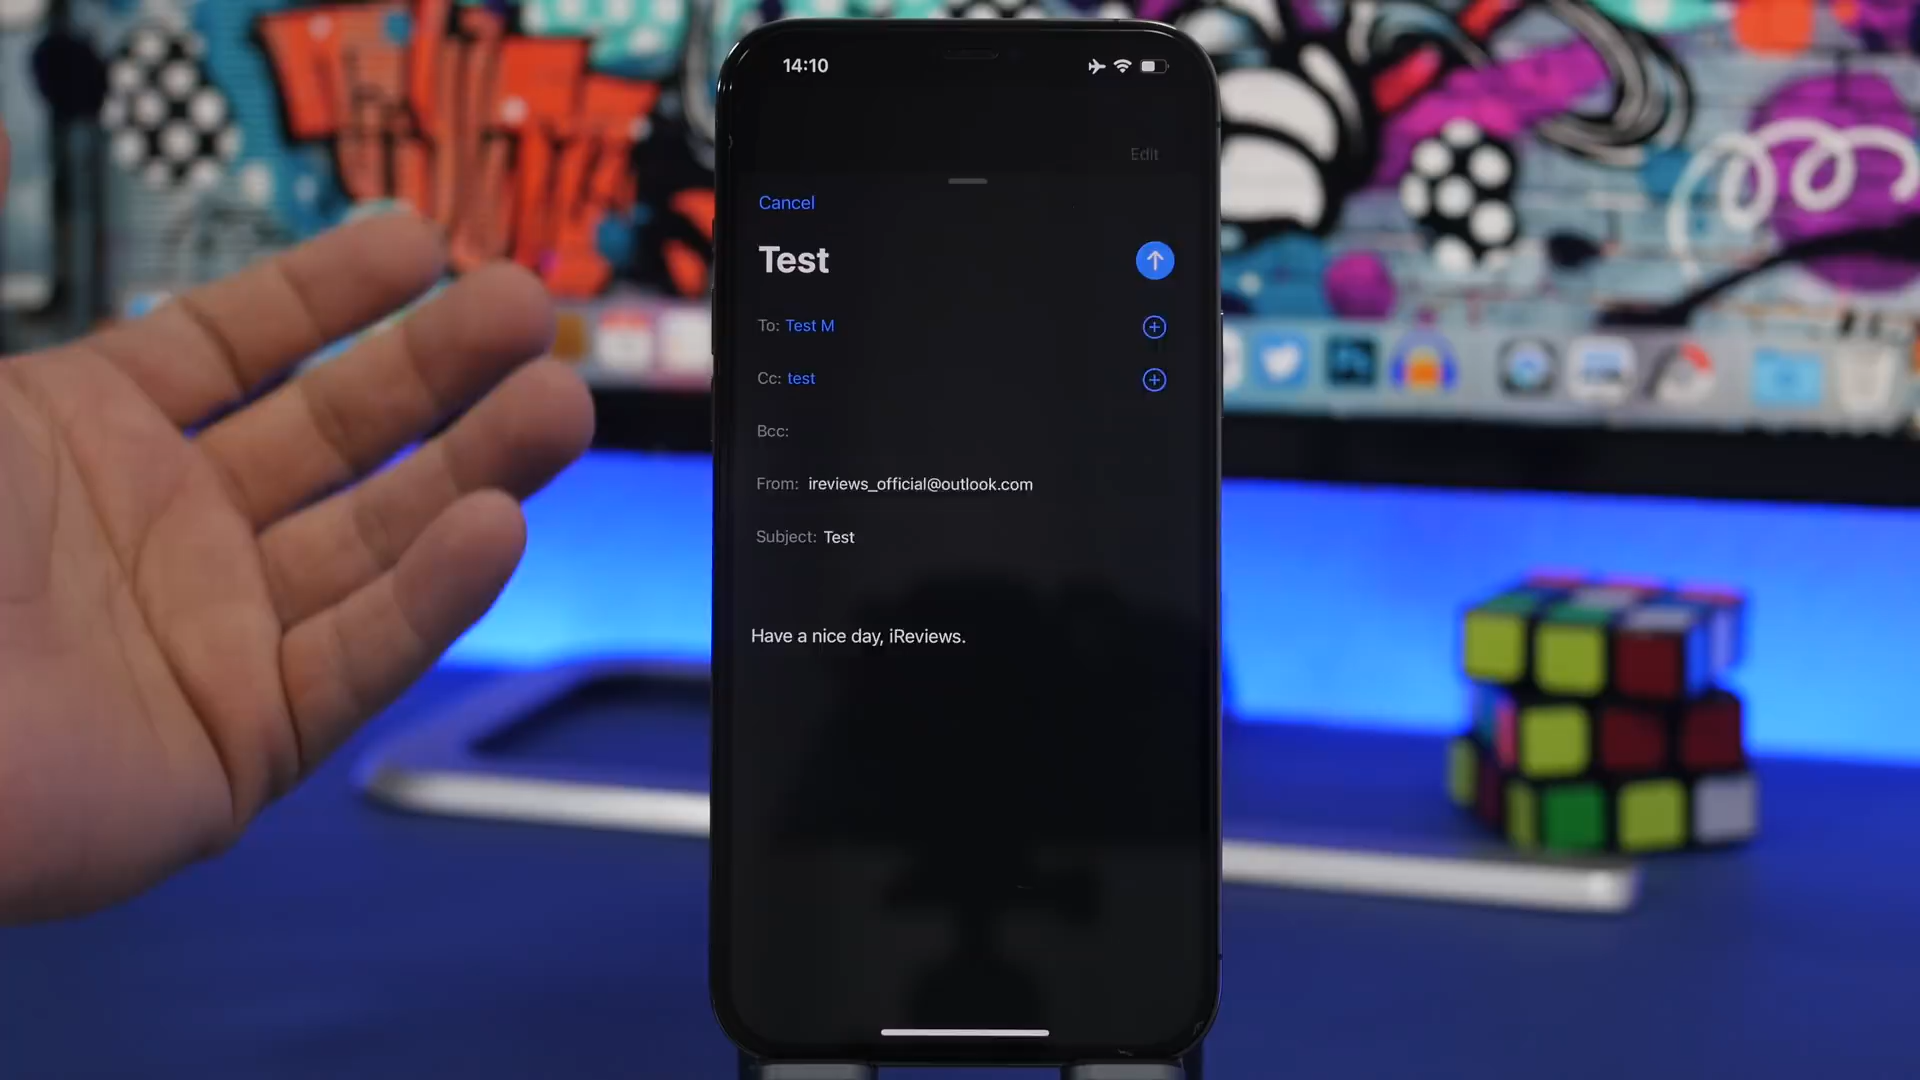 14:10
Edit
Cancel
Test
To: Test M
Cc: test
Bcc:
From: ireviews_official@outlook.com
Subject: Test
Have a nice day, iReviews.